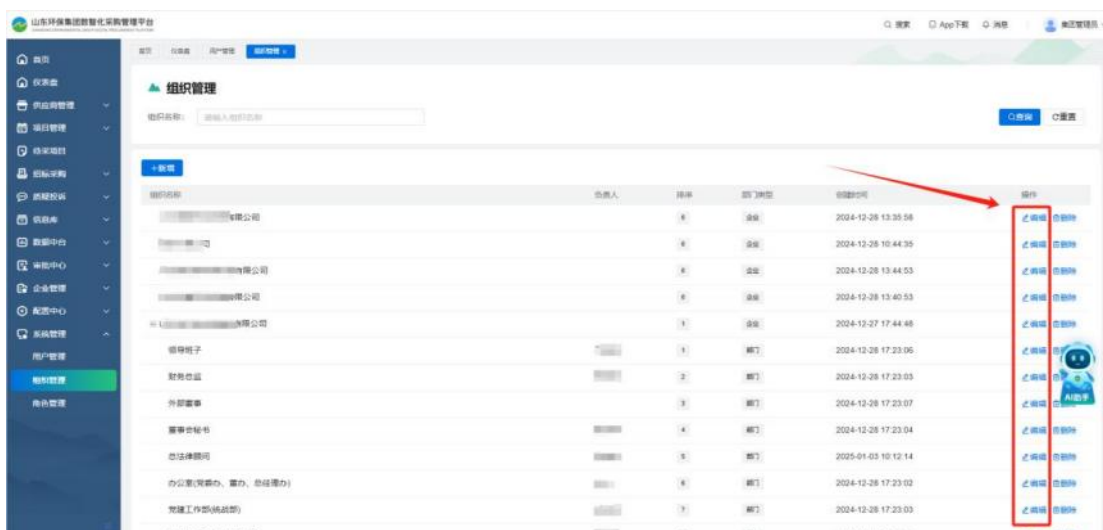 山东环保集团数智化采购管理平台
搜索 App下载 消息 集团管理员
首页 仪表盘 用户管理 组织管理 ×
首页
仪表盘
供应商管理
项目管理
待采项目
招标采购
质疑投诉
信息库
数据中台
审批中心
企业管理
配置中心
系统管理
用户管理
组织管理
角色管理
组织管理
组织名称: 请输入组织名称
查询 重置
+新增
组织名称 负责人 排序 部门类型 创建时间 操作
有限公司 企业 2024-12-28 13:35:58 编辑 删除
企业 2024-12-28 10:44:35 编辑 删除
有限公司 企业 2024-12-28 13:44:53 编辑 删除
限公司 企业 2024-12-28 13:40:53 编辑 删除
有限公司 1 企业 2024-12-27 17:44:48 编辑 删除
领导班子 1 部门 2024-12-28 17:23:06 编辑
财务总监 2 部门 2024-12-28 17:23:03 编辑
外部董事 3 部门 2024-12-28 17:23:07 编辑
AI助手
董事会秘书 4 部门 2024-12-28 17:23:04 编辑 删除
总法律顾问 5 部门 2025-01-03 10:12:14 编辑 删除
办公室(党委办、董办、总经理办) 6 部门 2024-12-28 17:23:02 编辑 删除
党建工作部(统战部) 7 部门 2024-12-28 17:23:03 编辑 删除